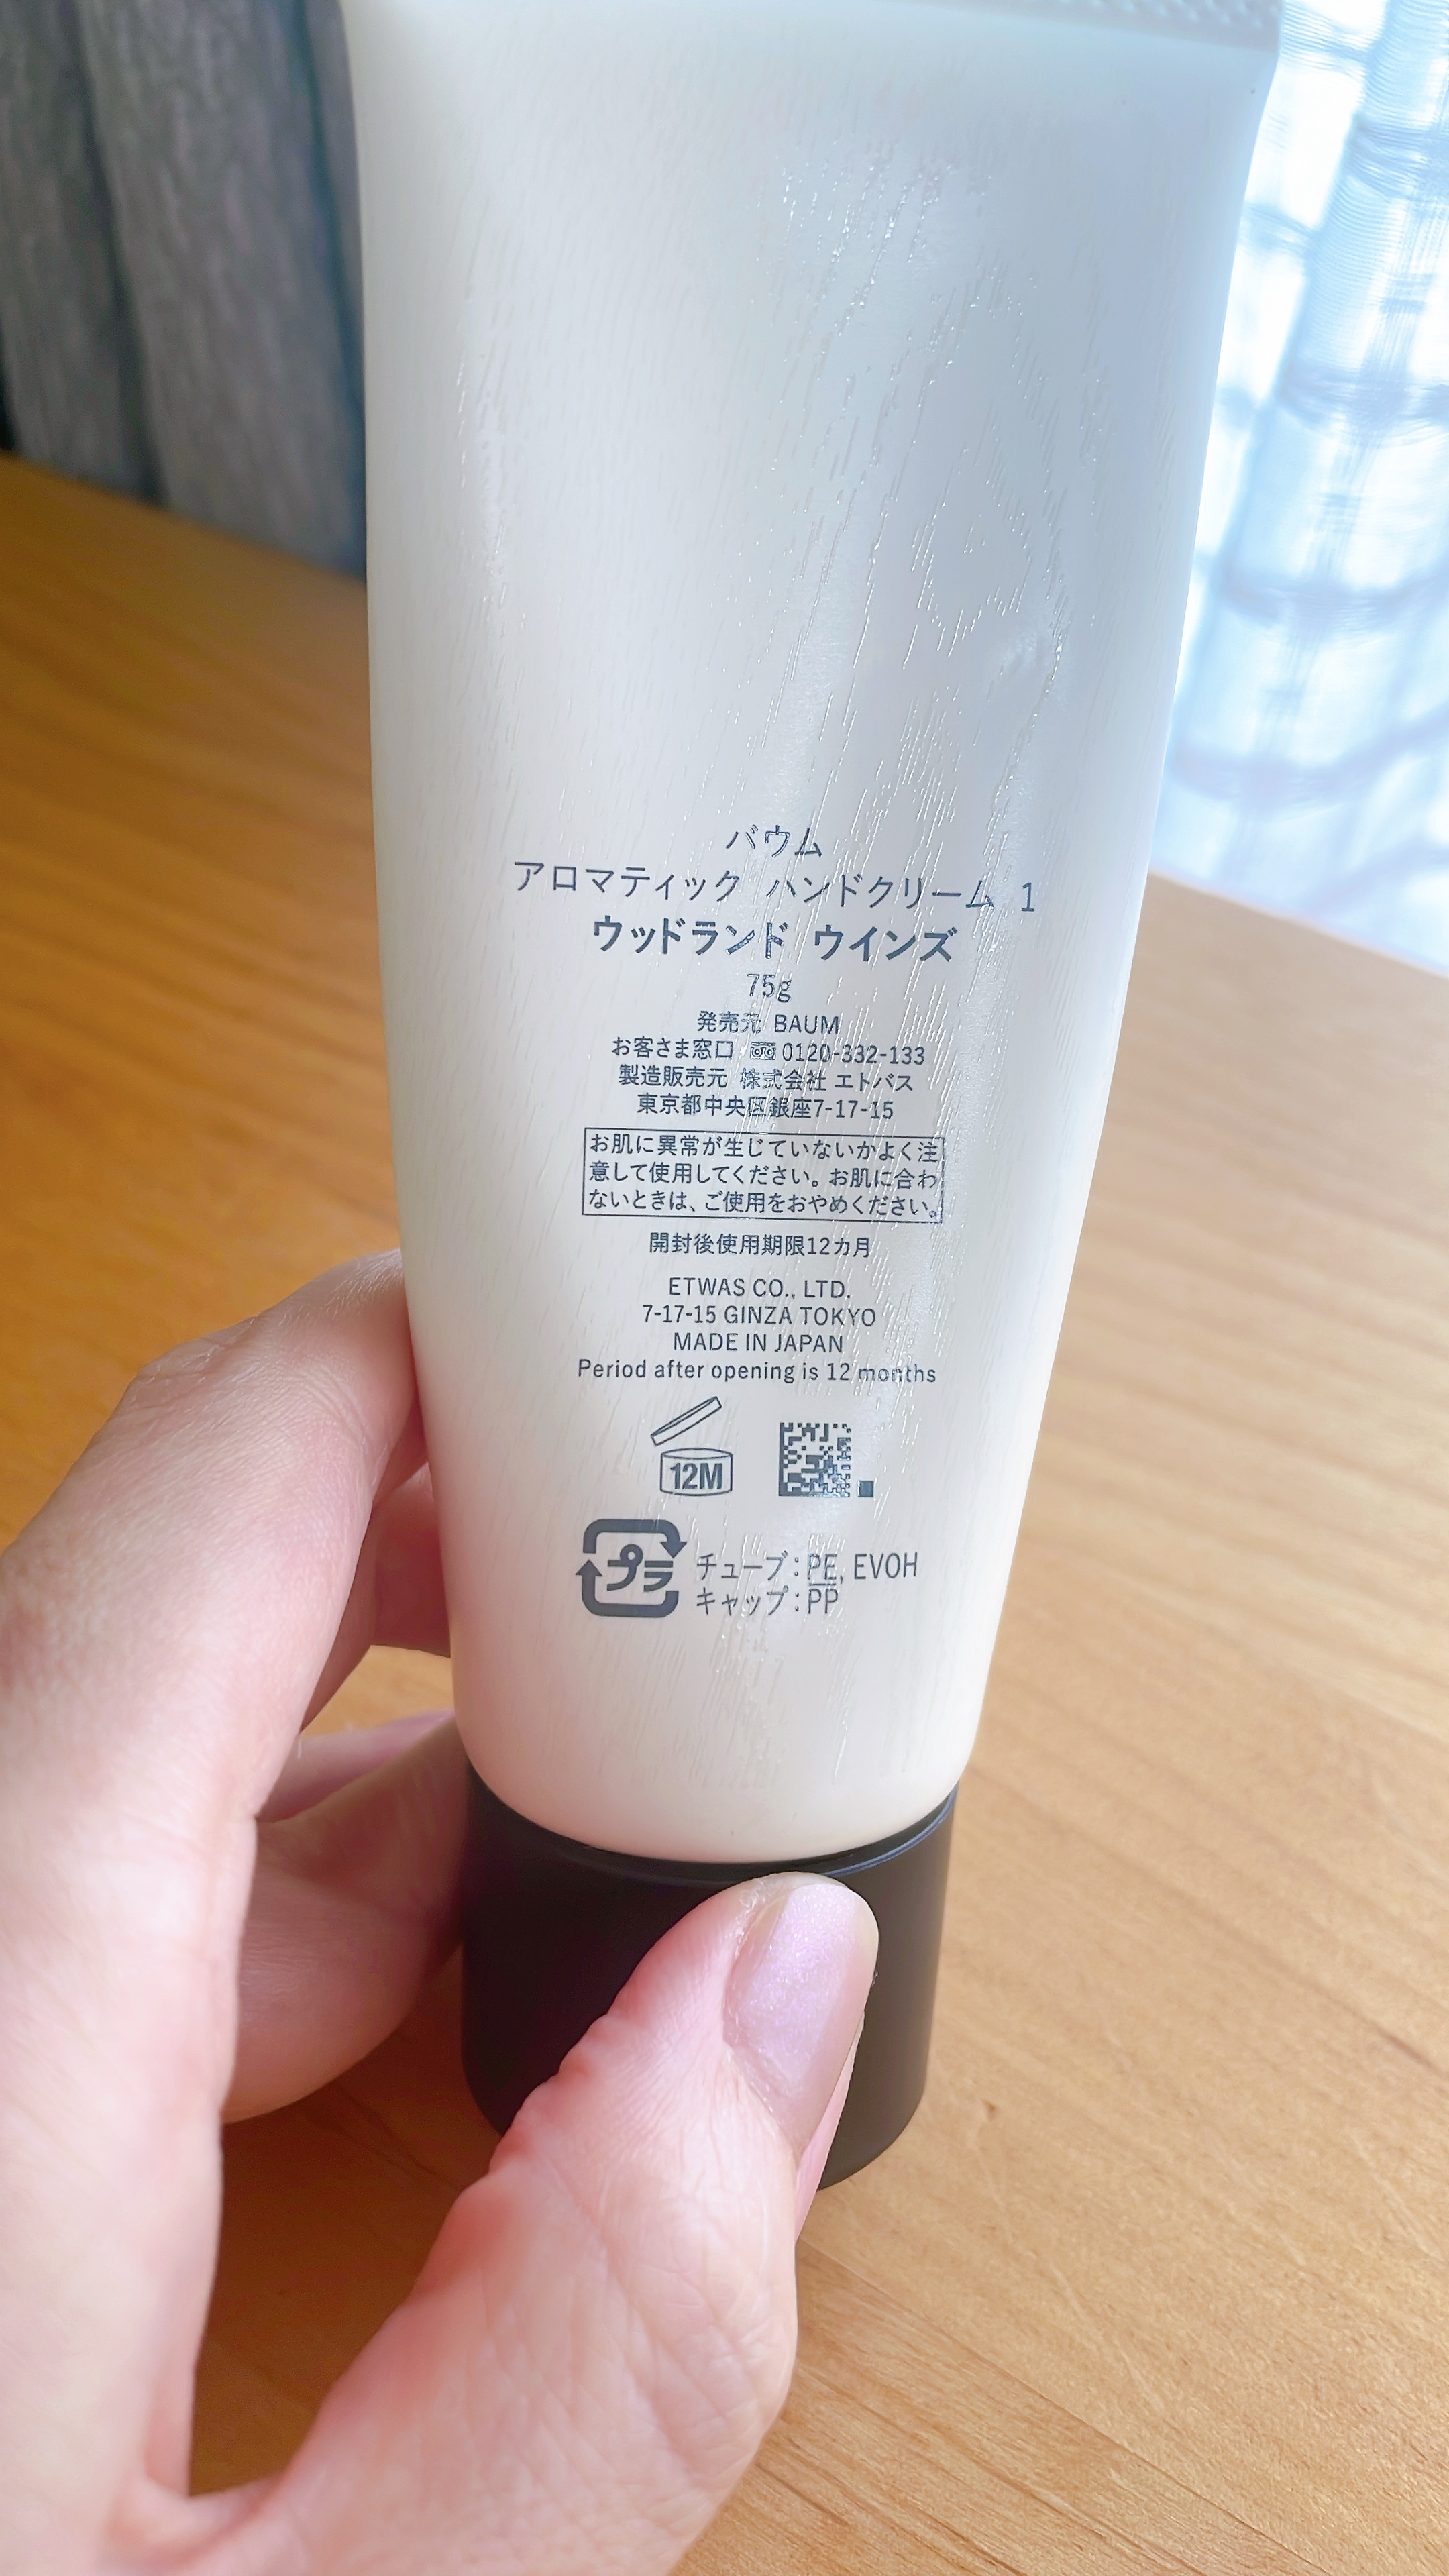 バウム
アロマティック ハンドクリーム 1
ウッドランド ウインズ
75g
発売元 BAUM
お客さま窓口 0120-332-133
製造販売元 株式会社 エトバス
東京都中央区銀座7-17-15
お肌に異常が生じていないかよく注
意して使用してください。お肌に合わ
ないときは、ご使用をおやめください。
開封後使用期限12カ月
ETWAS CO., LTD.
7-17-15 GINZA TOKYO
MADE IN JAPAN
Period after opening is 12 months
12M
プラ チューブ : PE, EVOH
キャップ : PP